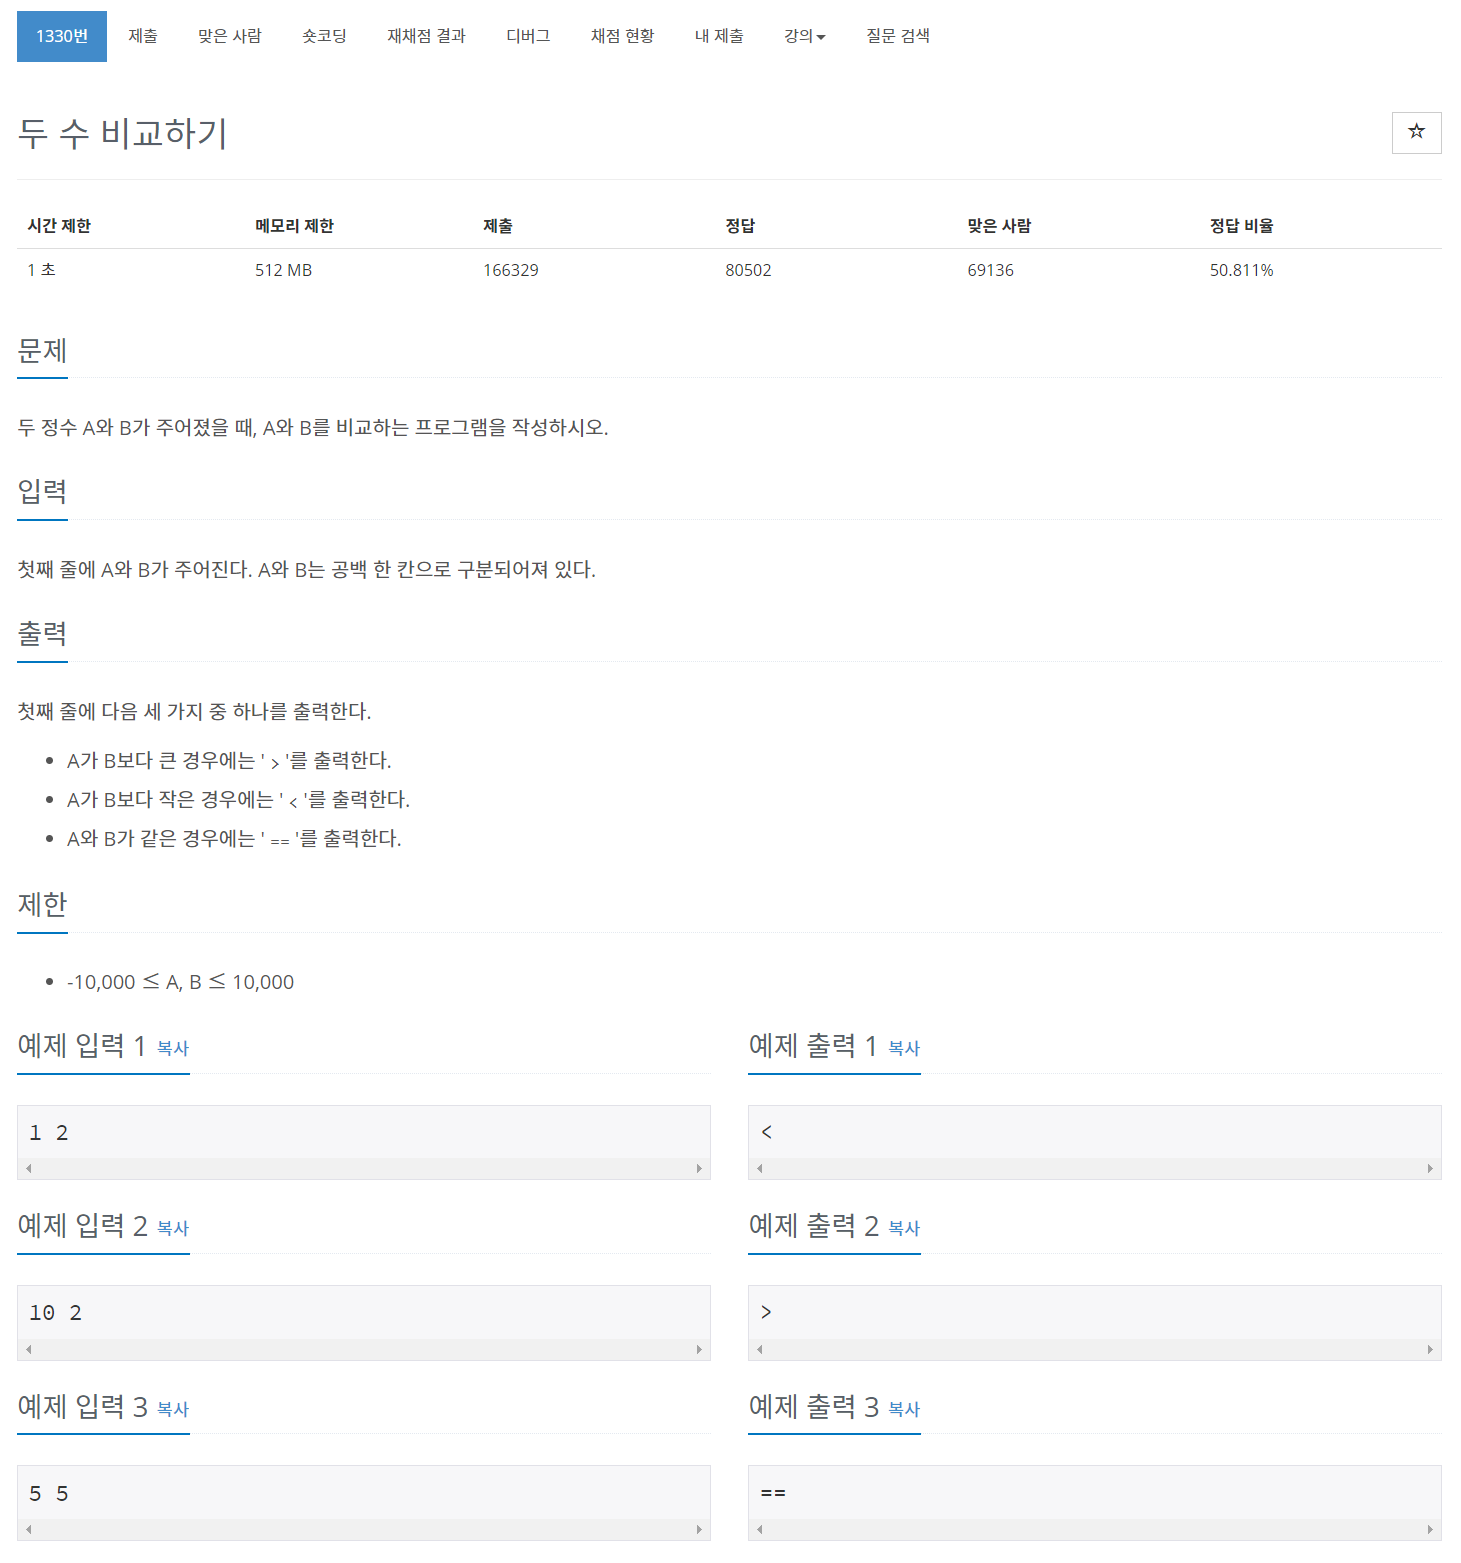 1330번 제출 맞은 사람 숏코딩 재채점 결과 디버그 채점 현황 내 제출 강의 질문 검색
두 수 비교하기
☆
시간 제한 메모리 제한 제출 정답 맞은 사람 정답 비율
1 초 512 MB 166329 80502 69136 50.811%
문제
두 정수 A와 B가 주어졌을 때, A와 B를 비교하는 프로그램을 작성하시오.
입력
첫째 줄에 A와 B가 주어진다. A와 B는 공백 한 칸으로 구분되어져 있다.
출력
첫째 줄에 다음 세 가지 중 하나를 출력한다.
• A가 B보다 큰 경우에는 ' > '를 출력한다.
• A가 B보다 작은 경우에는 ' < '를 출력한다.
• A와 B가 같은 경우에는 ' == '를 출력한다.
제한
• -10,000 ≤ A, B ≤ 10,000
예제 입력 1 복사
1 2
예제 출력 1 복사
<
예제 입력 2 복사
10 2
예제 출력 2 복사
>
예제 입력 3 복사
5 5
예제 출력 3 복사
==